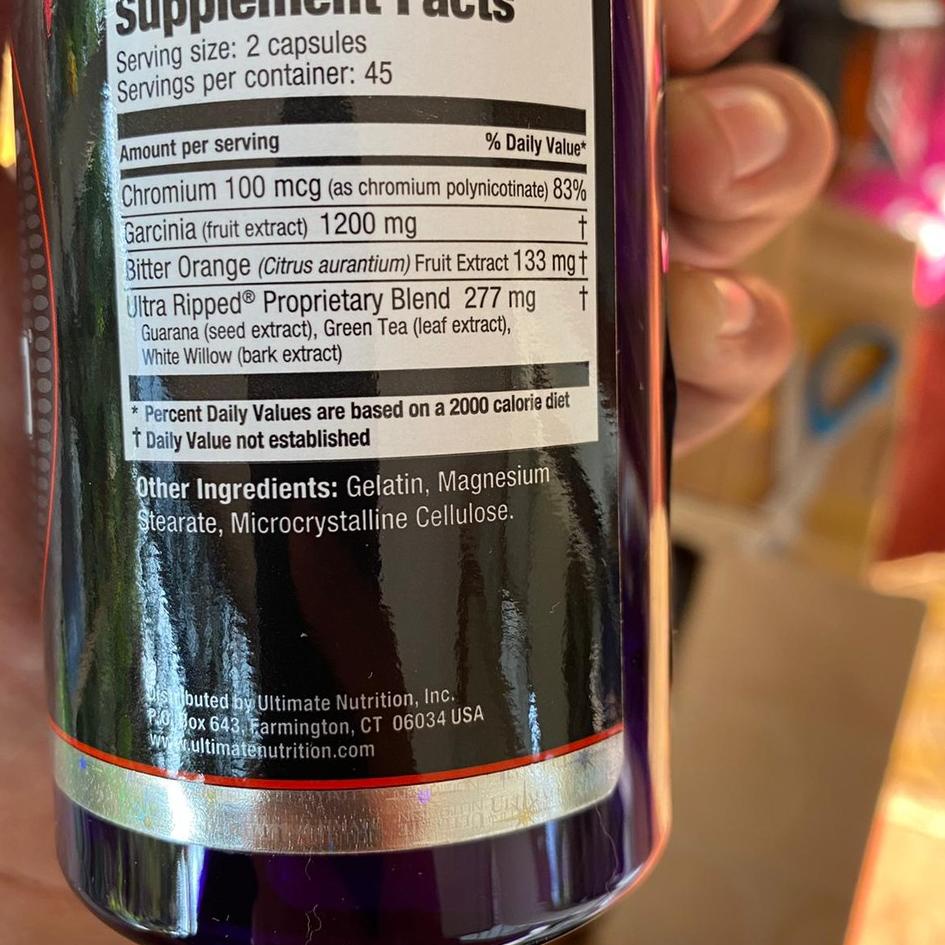 Supplement Facts
Serving size: 2 capsules
Servings per container: 45
Amount per serving % Daily Value*
Chromium 100 mcg (as chromium polynicotinate) 83%
Garcinia (fruit extract) 1200 mg †
Bitter Orange (Citrus aurantium) Fruit Extract 133 mg †
Ultra Ripped® Proprietary Blend 277 mg †
Guarana (seed extract), Green Tea (leaf extract),
White Willow (bark extract)
* Percent Daily Values are based on a 2000 calorie diet
† Daily Value not established
Other Ingredients: Gelatin, Magnesium
Stearate, Microcrystalline Cellulose.
Distributed by Ultimate Nutrition, Inc.
P.O. Box 643, Farmington, CT 06034 USA
www.ultimatenutrition.com